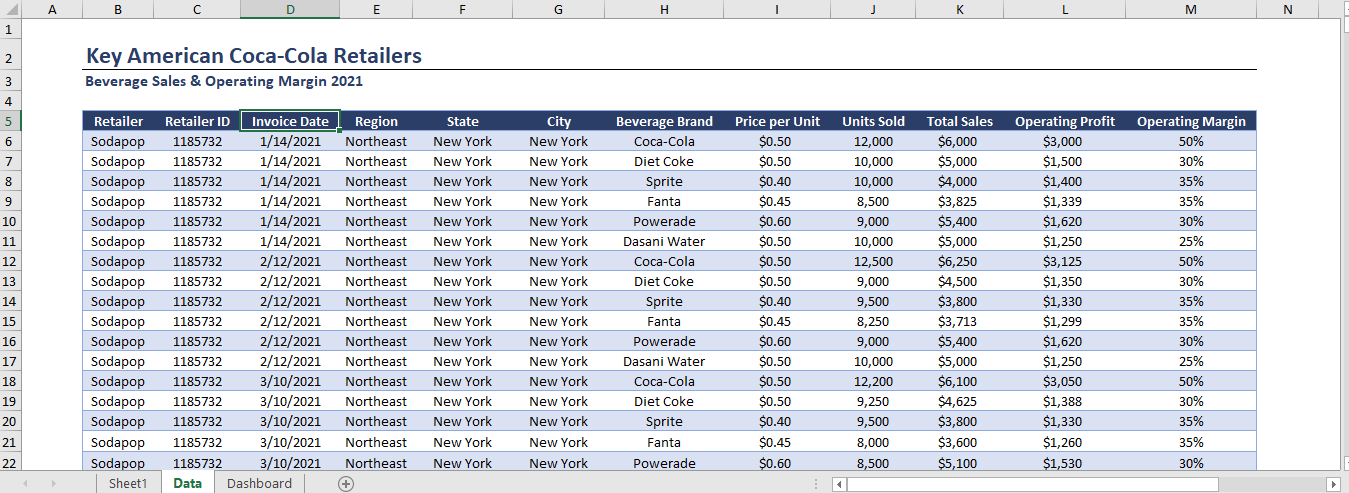 A B C D E F G H I J K L M N
1
2 Key American Coca-Cola Retailers
3 Beverage Sales & Operating Margin 2021
4
5 Retailer Retailer ID Invoice Date Region State City Beverage Brand Price per Unit Units Sold Total Sales Operating Profit Operating Margin
6 Sodapop 1185732 1/14/2021 Northeast New York New York Coca-Cola $0.50 12,000 $6,000 $3,000 50%
7 Sodapop 1185732 1/14/2021 Northeast New York New York Diet Coke $0.50 10,000 $5,000 $1,500 30%
8 Sodapop 1185732 1/14/2021 Northeast New York New York Sprite $0.40 10,000 $4,000 $1,400 35%
9 Sodapop 1185732 1/14/2021 Northeast New York New York Fanta $0.45 8,500 $3,825 $1,339 35%
10 Sodapop 1185732 1/14/2021 Northeast New York New York Powerade $0.60 9,000 $5,400 $1,620 30%
11 Sodapop 1185732 1/14/2021 Northeast New York New York Dasani Water $0.50 10,000 $5,000 $1,250 25%
12 Sodapop 1185732 2/12/2021 Northeast New York New York Coca-Cola $0.50 12,500 $6,250 $3,125 50%
13 Sodapop 1185732 2/12/2021 Northeast New York New York Diet Coke $0.50 9,000 $4,500 $1,350 30%
14 Sodapop 1185732 2/12/2021 Northeast New York New York Sprite $0.40 9,500 $3,800 $1,330 35%
15 Sodapop 1185732 2/12/2021 Northeast New York New York Fanta $0.45 8,250 $3,713 $1,299 35%
16 Sodapop 1185732 2/12/2021 Northeast New York New York Powerade $0.60 9,000 $5,400 $1,620 30%
17 Sodapop 1185732 2/12/2021 Northeast New York New York Dasani Water $0.50 10,000 $5,000 $1,250 25%
18 Sodapop 1185732 3/10/2021 Northeast New York New York Coca-Cola $0.50 12,200 $6,100 $3,050 50%
19 Sodapop 1185732 3/10/2021 Northeast New York New York Diet Coke $0.50 9,250 $4,625 $1,388 30%
20 Sodapop 1185732 3/10/2021 Northeast New York New York Sprite $0.40 9,500 $3,800 $1,330 35%
21 Sodapop 1185732 3/10/2021 Northeast New York New York Fanta $0.45 8,000 $3,600 $1,260 35%
22 Sodapop 1185732 3/10/2021 Northeast New York New York Powerade $0.60 8,500 $5,100 $1,530 30%
Sheet1 Data Dashboard